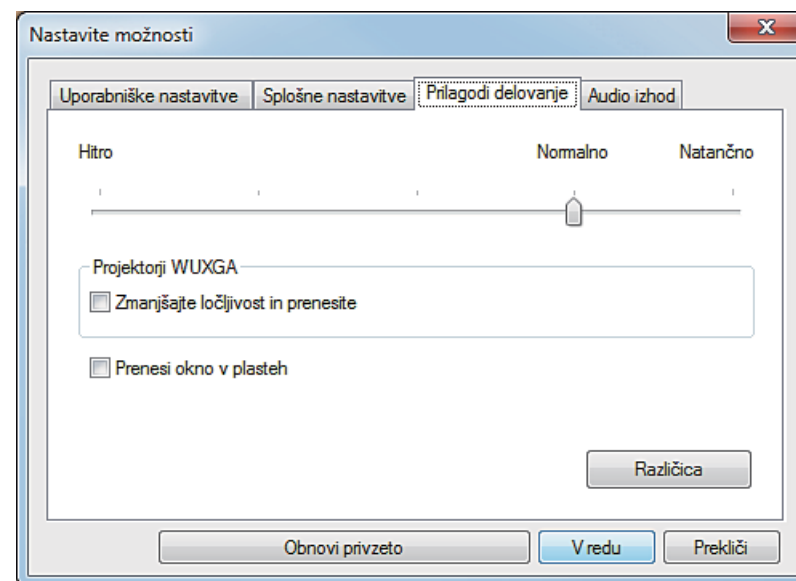 Nastavite možnosti
Uporabniške nastavitve Splošne nastavitve Prilagodi delovanje Audio izhod
Hitro Normalno Natančno
Projektorji WUXGA
Zmanjšajte ločljivost in prenesite
Prenesi okno v plasteh
Različica
Obnovi privzeto V redu Prekliči